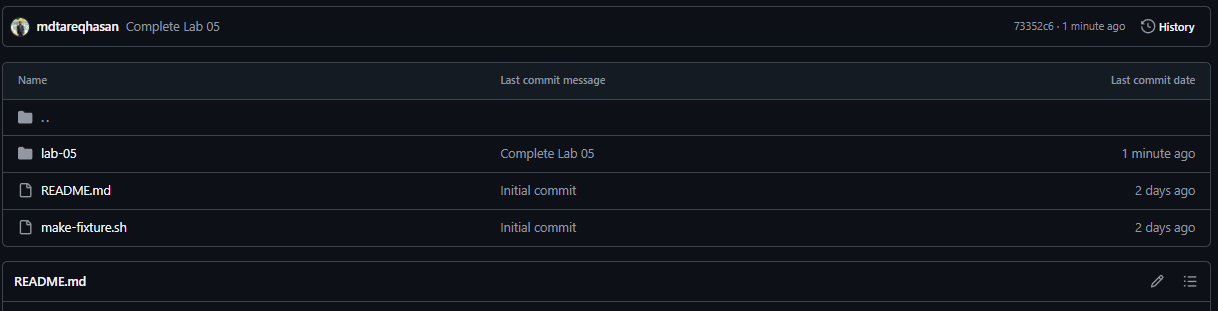 mdtareqhasan Complete Lab 05 73352c6 · 1 minute ago History
Name Last commit message Last commit date
..
lab-05 Complete Lab 05 1 minute ago
README.md Initial commit 2 days ago
make-fixture.sh Initial commit 2 days ago
README.md